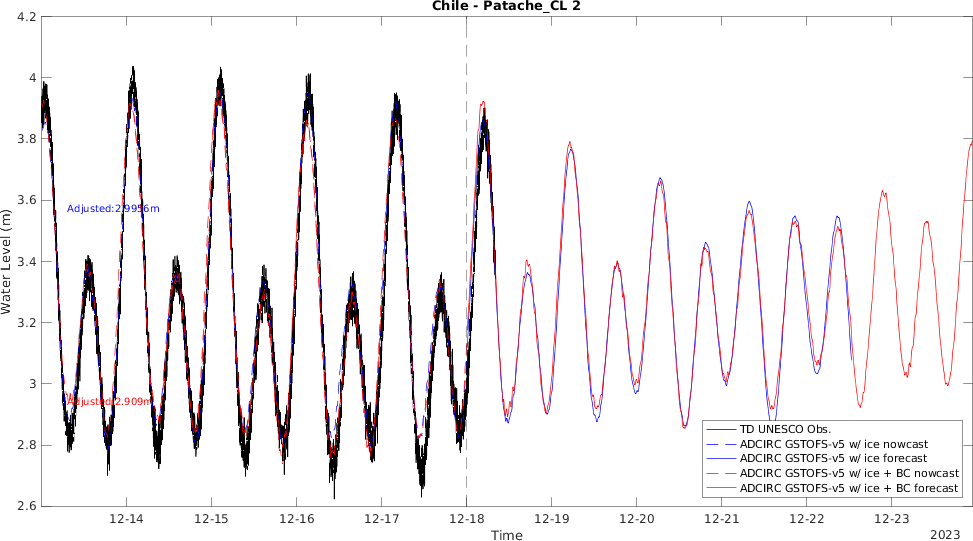 Chile - Patache_CL 2
4.2
4
3.8
3.6
3.4
3.2
3
2.8
2.6
Water Level (m)
Adjusted:2.9956m
Adjusted:2.909m
TD UNESCO Obs.
ADCIRC GSTOFS-v5 w/ ice nowcast
ADCIRC GSTOFS-v5 w/ ice forecast
ADCIRC GSTOFS-v5 w/ ice + BC nowcast
ADCIRC GSTOFS-v5 w/ ice + BC forecast
12-14 12-15 12-16 12-17 12-18 12-19 12-20 12-21 12-22 12-23
Time
2023